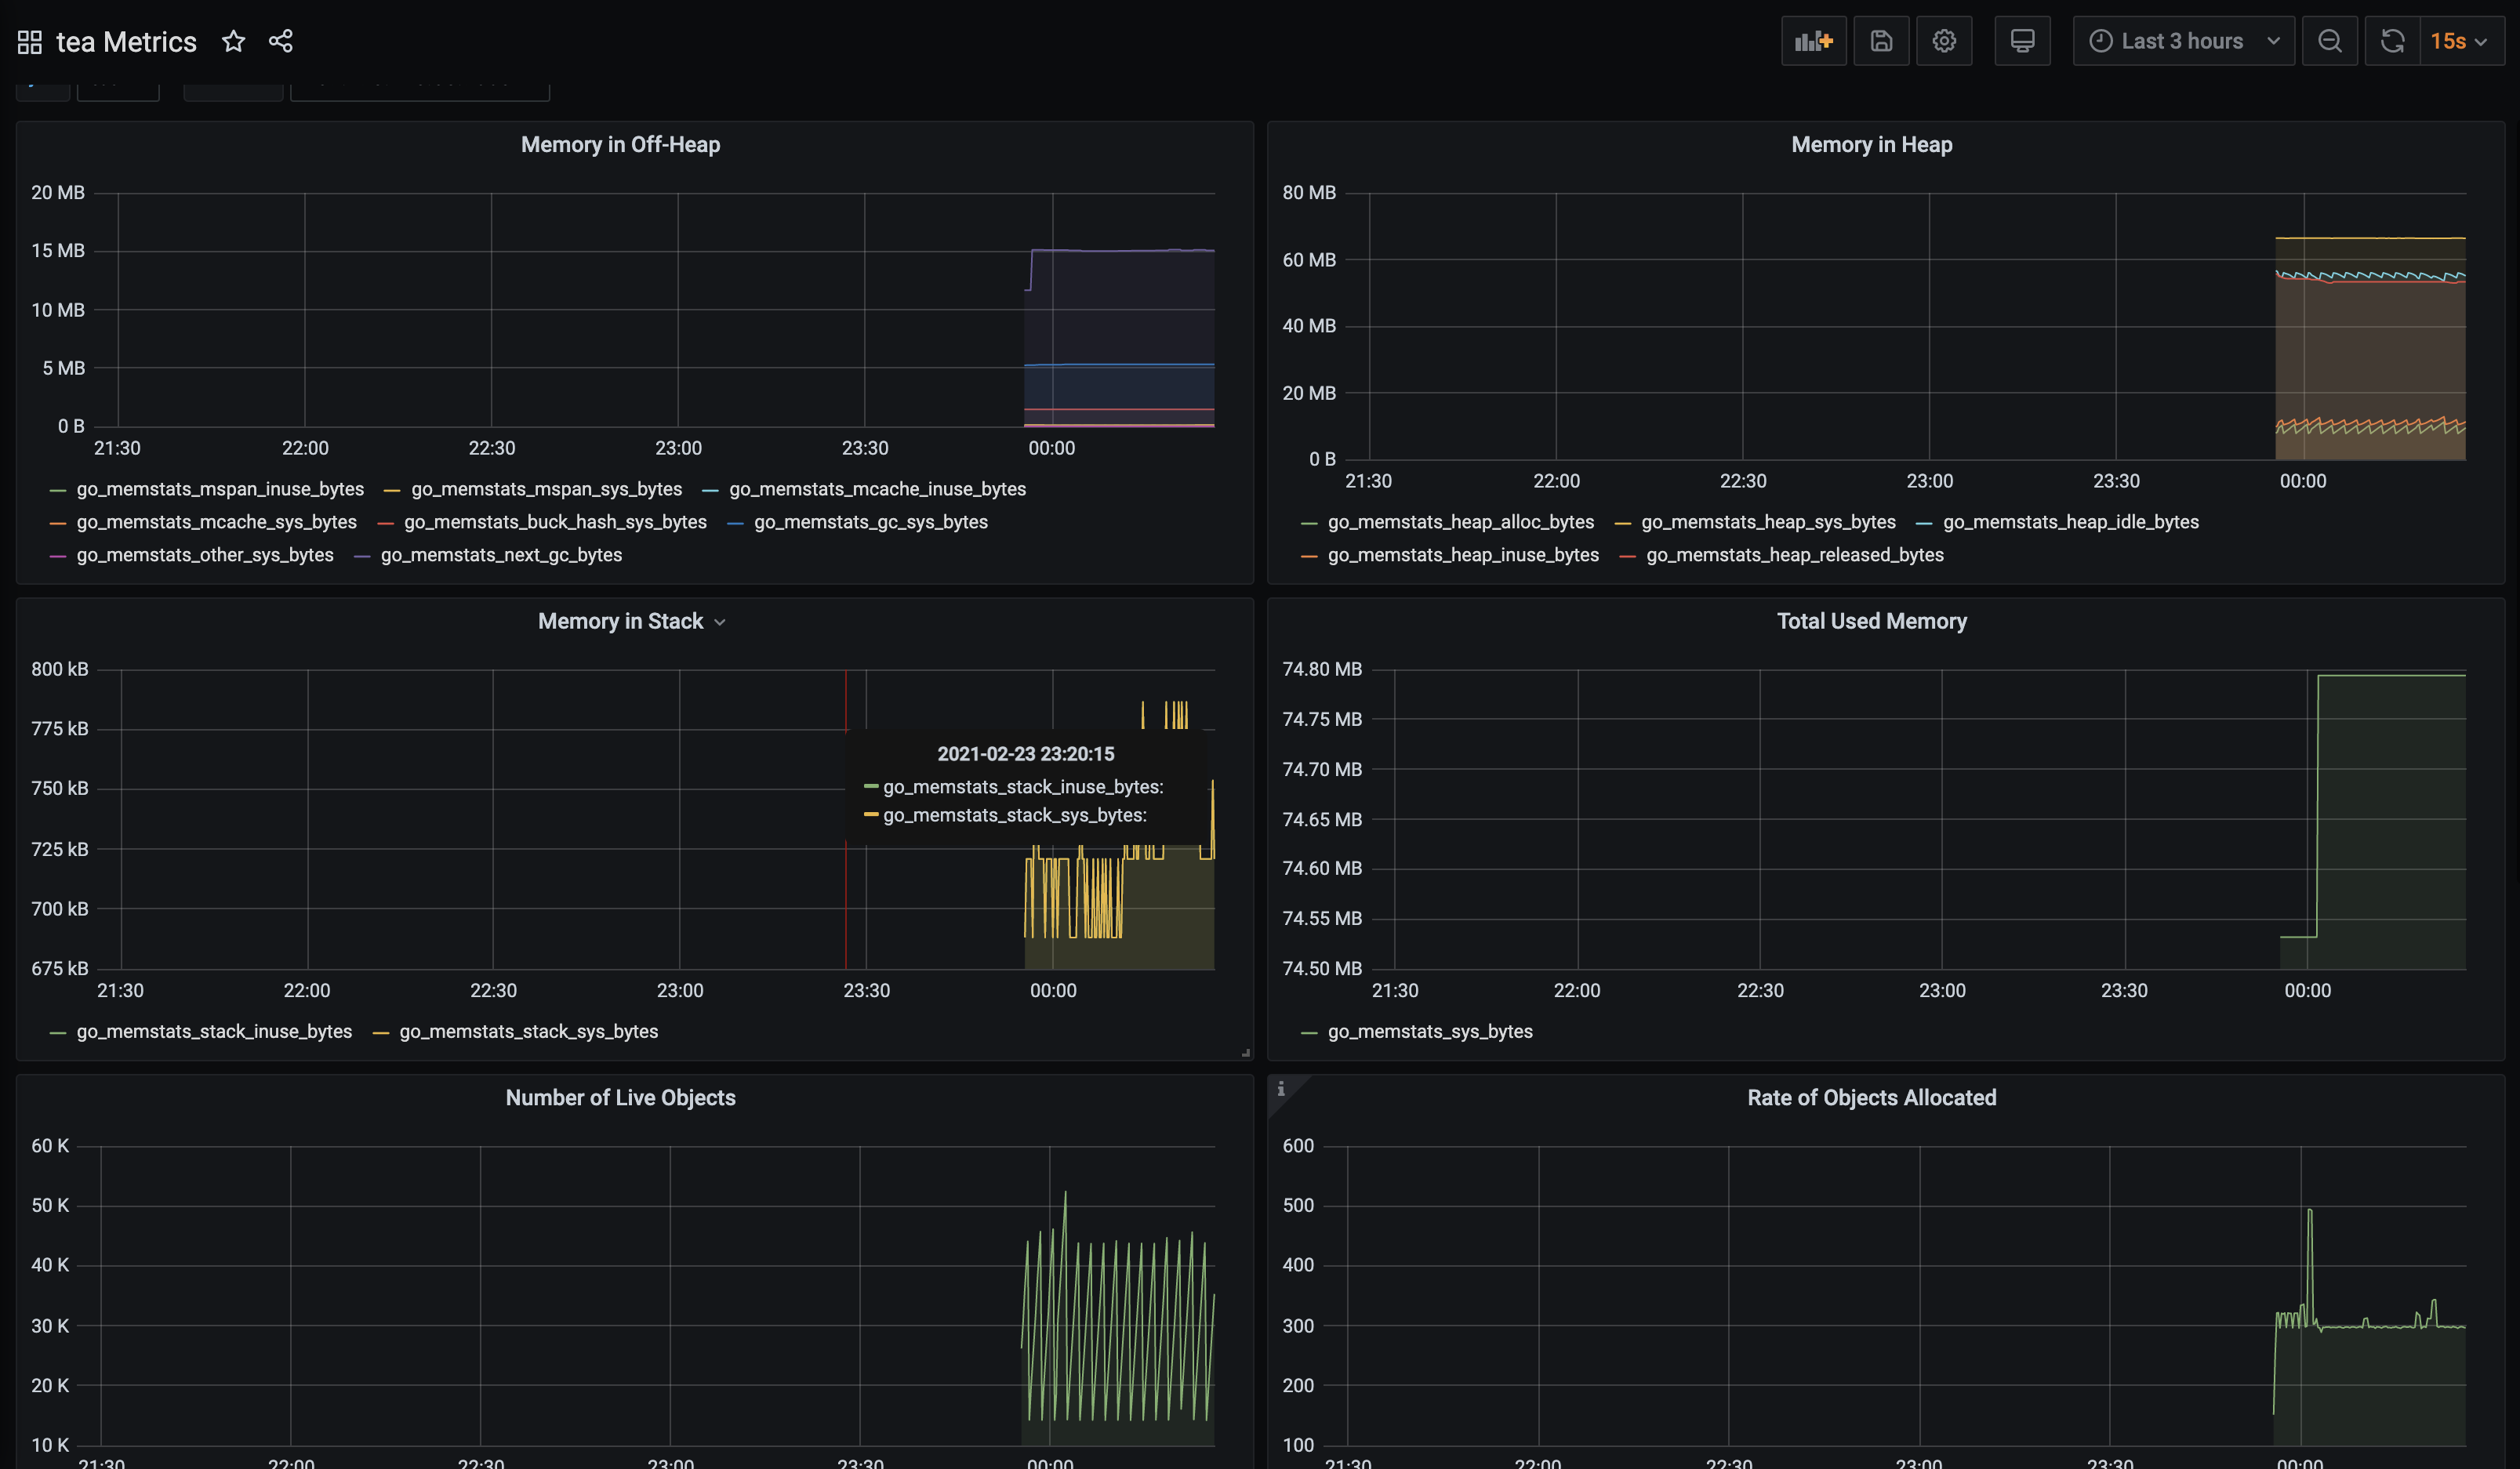 tea Metrics
Last 3 hours
15s
Memory in Off-Heap
20 MB
15 MB
10 MB
5 MB
0 B
21:30 22:00 22:30 23:00 23:30 00:00
go_memstats_mspan_inuse_bytes go_memstats_mspan_sys_bytes go_memstats_mcache_inuse_bytes
go_memstats_mcache_sys_bytes go_memstats_buck_hash_sys_bytes go_memstats_gc_sys_bytes
go_memstats_other_sys_bytes go_memstats_next_gc_bytes
Memory in Heap
80 MB
60 MB
40 MB
20 MB
0 B
21:30 22:00 22:30 23:00 23:30 00:00
go_memstats_heap_alloc_bytes go_memstats_heap_sys_bytes go_memstats_heap_idle_bytes
go_memstats_heap_inuse_bytes go_memstats_heap_released_bytes
Memory in Stack
800 kB
775 kB
750 kB
725 kB
700 kB
675 kB
2021-02-23 23:20:15
go_memstats_stack_inuse_bytes:
go_memstats_stack_sys_bytes:
21:30 22:00 22:30 23:00 23:30 00:00
go_memstats_stack_inuse_bytes go_memstats_stack_sys_bytes
Total Used Memory
74.80 MB
74.75 MB
74.70 MB
74.65 MB
74.60 MB
74.55 MB
74.50 MB
21:30 22:00 22:30 23:00 23:30 00:00
go_memstats_sys_bytes
Number of Live Objects
60 K
50 K
40 K
30 K
20 K
10 K
21:30 22:00 22:30 23:00 23:30 00:00
i
Rate of Objects Allocated
600
500
400
300
200
100
21:30 22:00 22:30 23:00 23:30 00:00